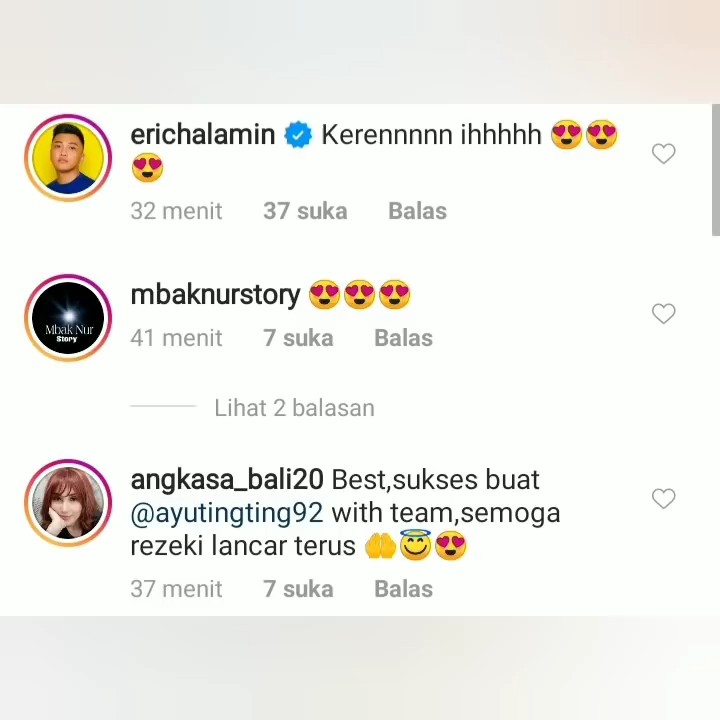 erichalamin Kerennnnn ihhhhh 😍😍
😍
32 menit 37 suka Balas
mbaknurstory 😍😍😍
Mbak Nur
Story
41 menit 7 suka Balas
Lihat 2 balasan
angkasa_bali20 Best,sukses buat
@ayutingting92 with team,semoga
rezeki lancar terus 🤲😇😍
37 menit 7 suka Balas